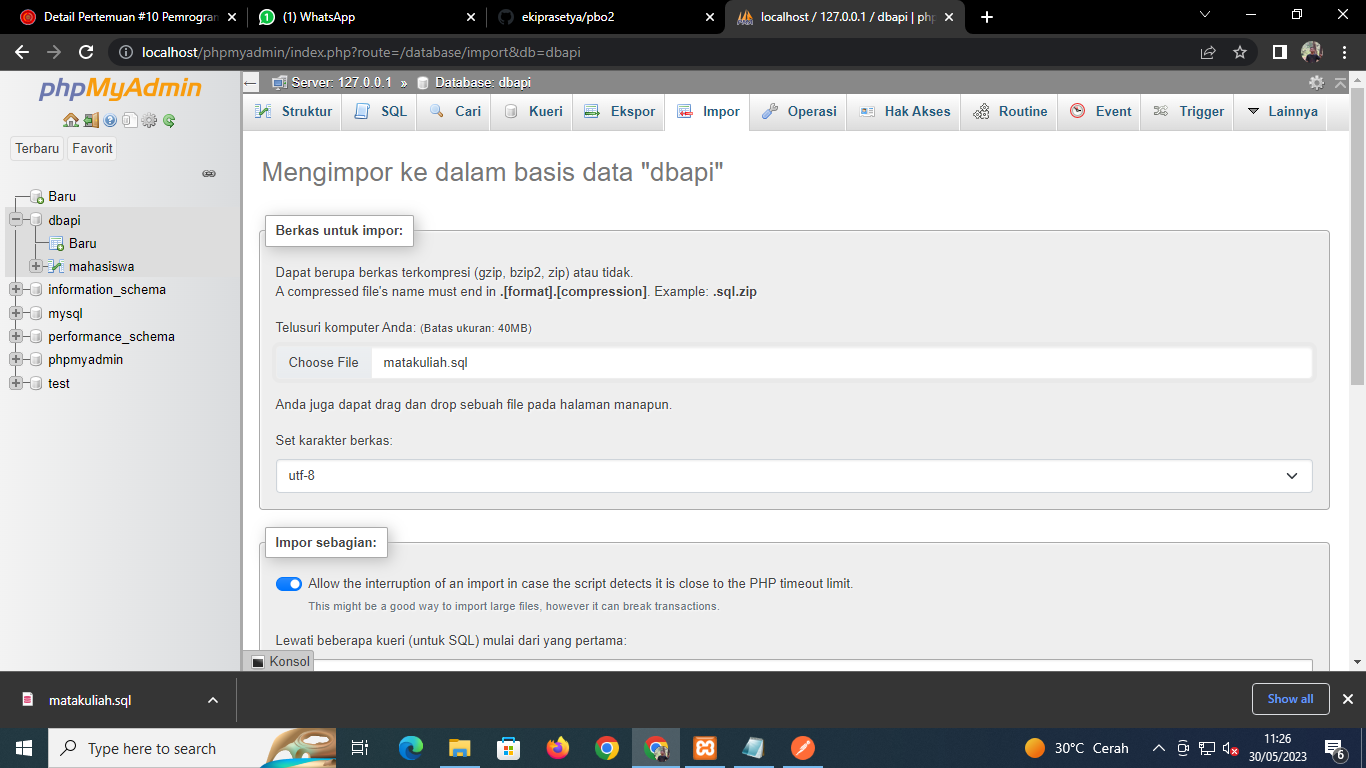 Detail Pertemuan #10 Pemrogran
(1) WhatsApp
ekiprasetya/pbo2
localhost / 127.0.0.1 / dbapi | php
localhost/phpmyadmin/index.php?route=/database/import&db=dbapi
phpMyAdmin
Terbaru
Favorit
Baru
dbapi
Baru
mahasiswa
information_schema
mysql
performance_schema
phpmyadmin
test
Server: 127.0.0.1 » Database: dbapi
Struktur
SQL
Cari
Kueri
Ekspor
Impor
Operasi
Hak Akses
Routine
Event
Trigger
Lainnya
Mengimpor ke dalam basis data "dbapi"
Berkas untuk impor:
Dapat berupa berkas terkompresi (gzip, bzip2, zip) atau tidak.
A compressed file's name must end in .[format].[compression]. Example: .sql.zip
Telusuri komputer Anda: (Batas ukuran: 40MB)
Choose File matakuliah.sql
Anda juga dapat drag dan drop sebuah file pada halaman manapun.
Set karakter berkas:
utf-8
Impor sebagian:
Allow the interruption of an import in case the script detects it is close to the PHP timeout limit.
This might be a good way to import large files, however it can break transactions.
Lewati beberapa kueri (untuk SQL) mulai dari yang pertama:
Konsol
matakuliah.sql
Show all
Type here to search
30°C Cerah
11:26
30/05/2023
6